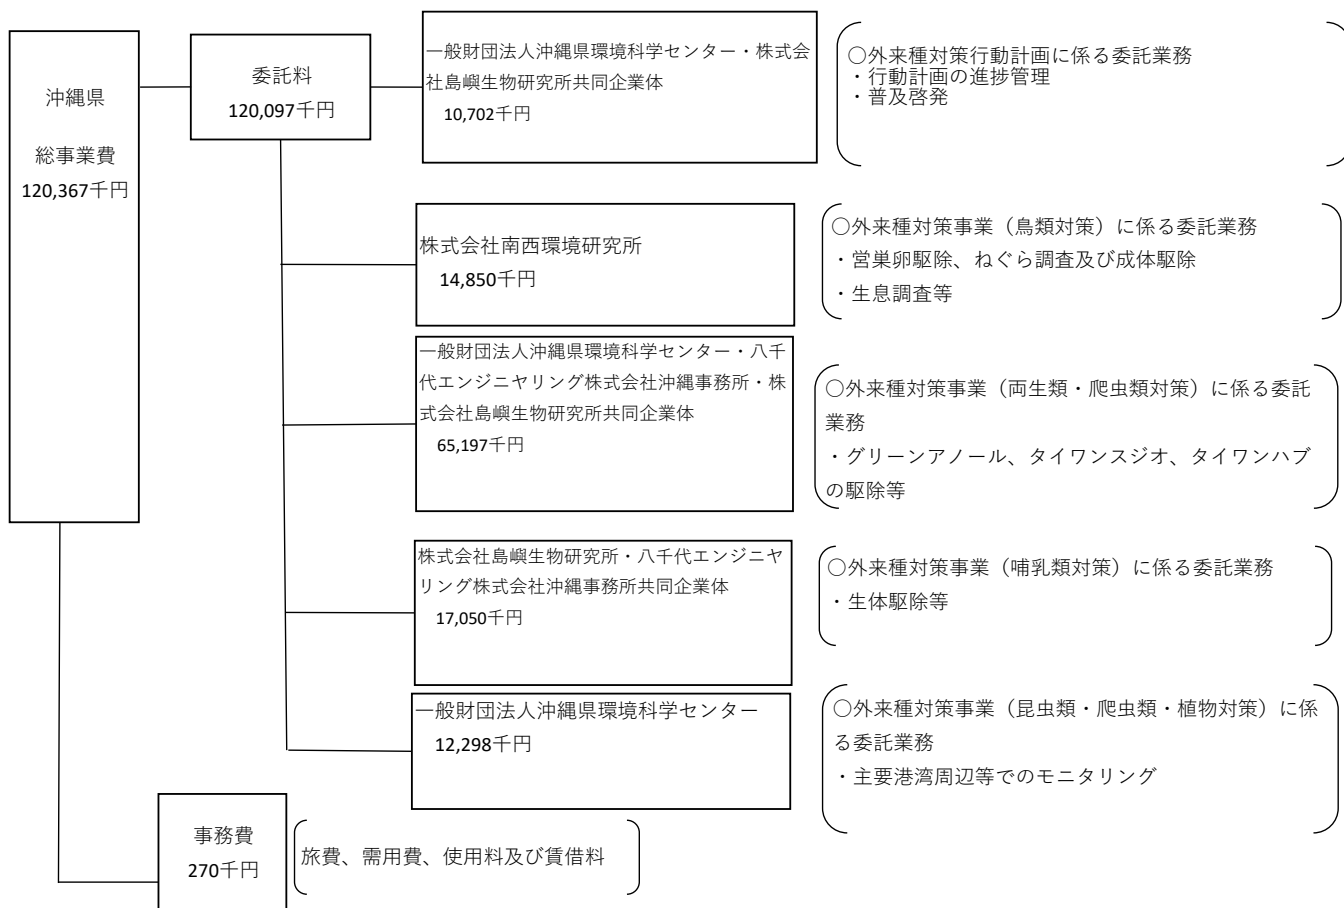 沖縄県
総事業費
120,367千円
委託料
120,097千円
一般財団法人沖縄県環境科学センター・株式会
社島嶼生物研究所共同企業体
10,702千円
○外来種対策行動計画に係る委託業務
・行動計画の進捗管理
・普及啓発
株式会社南西環境研究所
14,850千円
○外来種対策事業（鳥類対策）に係る委託業務
・営巣卵駆除、ねぐら調査及び成体駆除
・生息調査等
一般財団法人沖縄県環境科学センター・八千
代エンジニヤリング株式会社沖縄事務所・株
式会社島嶼生物研究所共同企業体
65,197千円
○外来種対策事業（両生類・爬虫類対策）に係る委託
業務
・グリーンアノール、タイワンスジオ、タイワンハブ
の駆除等
株式会社島嶼生物研究所・八千代エンジニヤ
リング株式会社沖縄事務所共同企業体
17,050千円
○外来種対策事業（哺乳類対策）に係る委託業務
・生体駆除等
一般財団法人沖縄県環境科学センター
12,298千円
○外来種対策事業（昆虫類・爬虫類・植物対策）に係
る委託業務
・主要港湾周辺等でのモニタリング
事務費
270千円
旅費、需用費、使用料及び賃借料